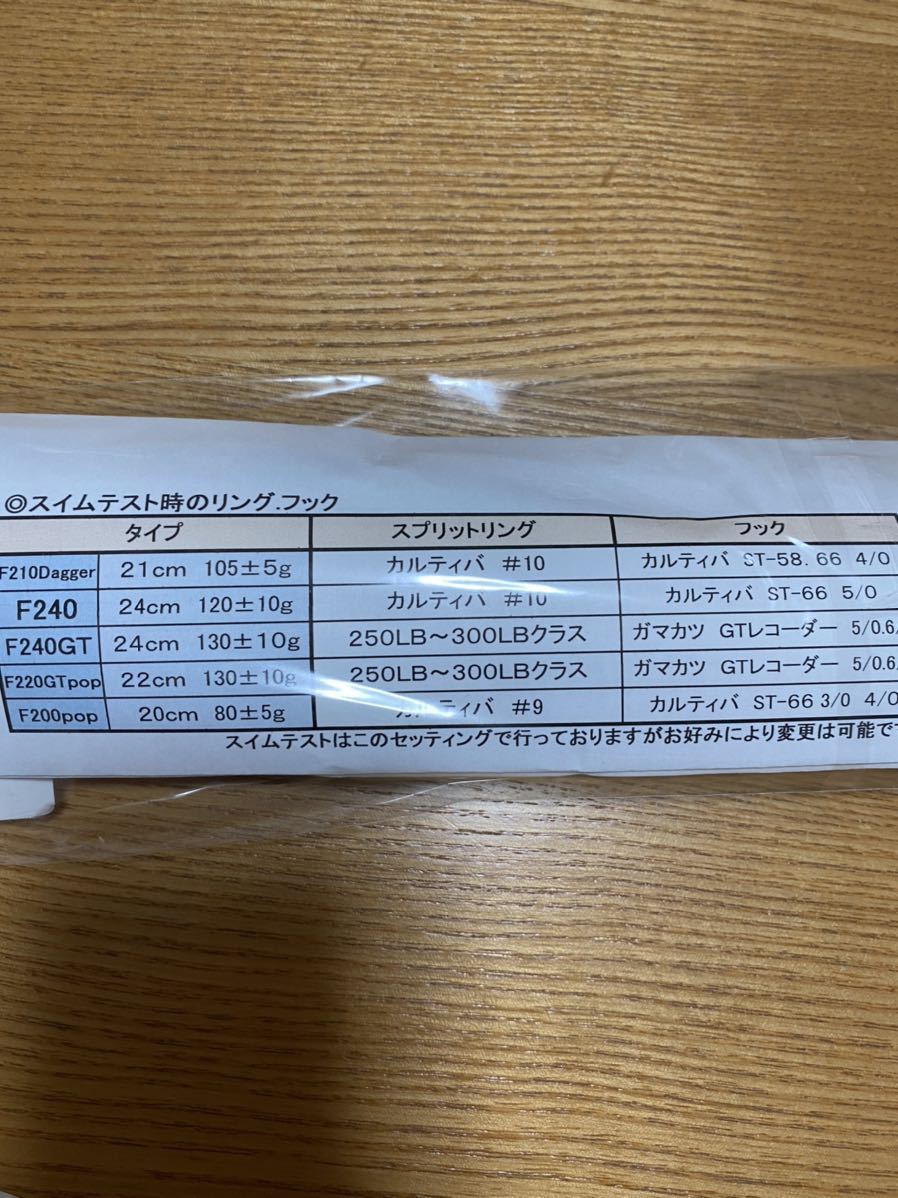 ◎スイムテスト時のリング.フック
タイプ スプリットリング フック
F210Dagger 21cm 105±5g カルティバ #10 カルティバ ST-58. 66 4/0
F240 24cm 120±10g カルティバ #10 カルティバ ST-66 5/0
F240GT 24cm 130±10g 250LB～300LBクラス ガマカツ GTレコーダー 5/0.6
F220GTpop 22cm 130±10g 250LB～300LBクラス ガマカツ GTレコーダー 5/0.6
F200pop 20cm 80±5g カルティバ #9 カルティバ ST-66 3/0 4/0
スイムテストはこのセッティングで行っておりますがお好みにより変更は可能で